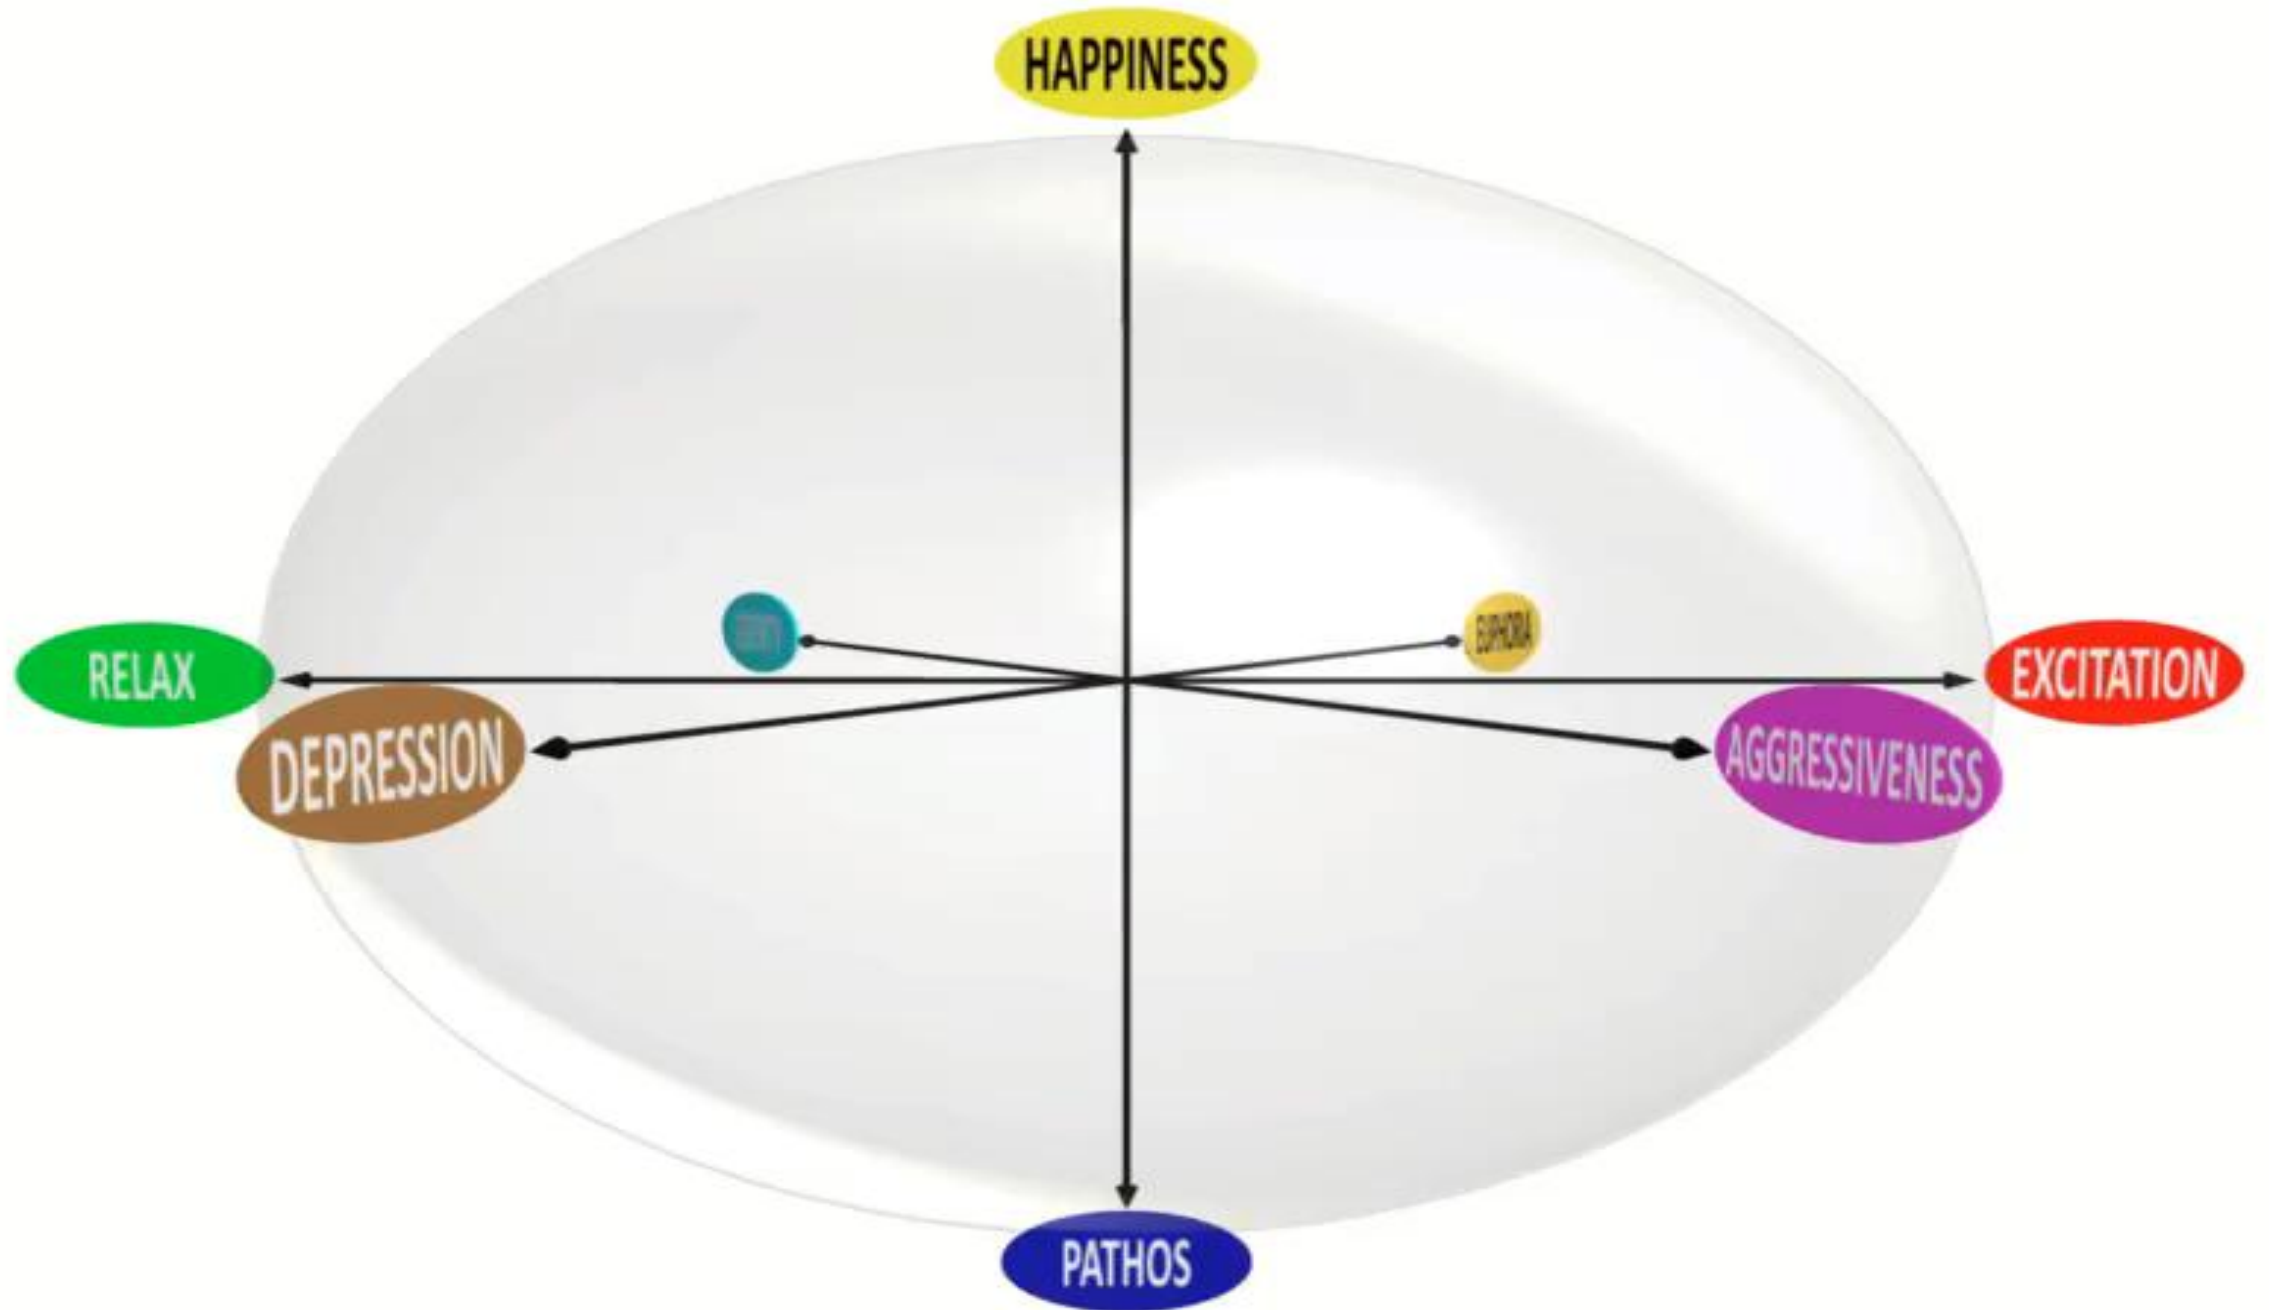 HAPPINESS
EUPHORIA
RELAX
EXCITATION
DEPRESSION
AGGRESSIVENESS
PATHOS